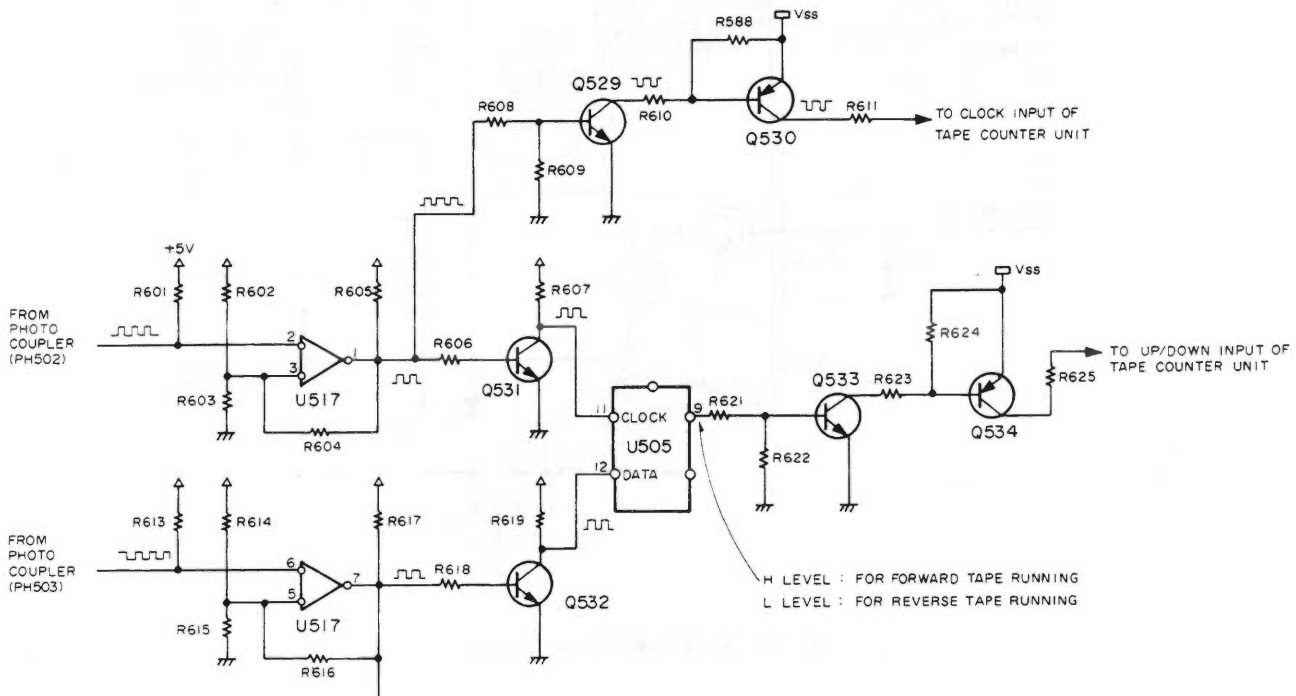 R588
Vss
Q529
R608
R610
R611
TO CLOCK INPUT OF
TAPE COUNTER UNIT
Q530
R609
+5V
R601
R602
R605
R607
Vss
FROM
PHOTO
COUPLER
(PH502)
2
1
R606
3
U517
Q531
R603
R604
R624
TO UP/DOWN INPUT OF
TAPE COUNTER UNIT
Q533
R623
R625
Q534
11
CLOCK
9
R621
U505
12
DATA
R622
R613
R614
R617
R619
FROM
PHOTO
COUPLER
(PH503)
6
7
R618
5
U517
Q532
R615
R616
H LEVEL : FOR FORWARD TAPE RUNNING
L LEVEL : FOR REVERSE TAPE RUNNING